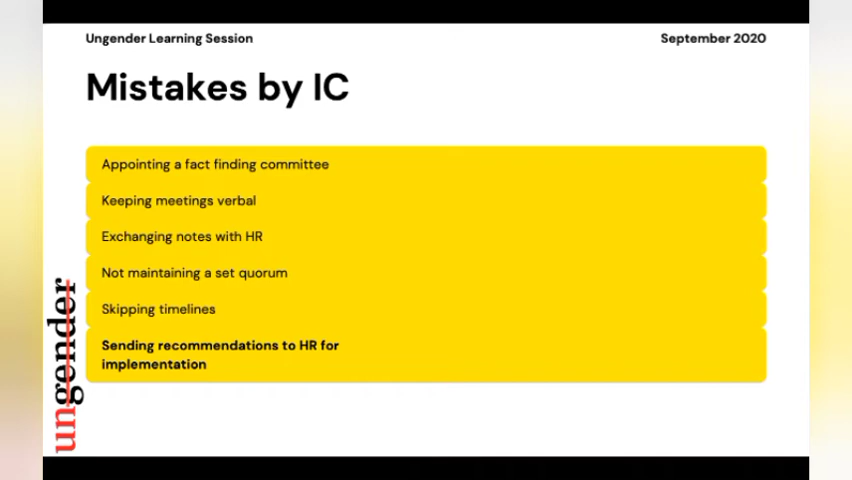 Ungender Learning Session
September 2020
Mistakes by IC
Appointing a fact finding committee
Keeping meetings verbal
Exchanging notes with HR
Not maintaining a set quorum
Skipping timelines
Sending recommendations to HR for
implementation
ungender